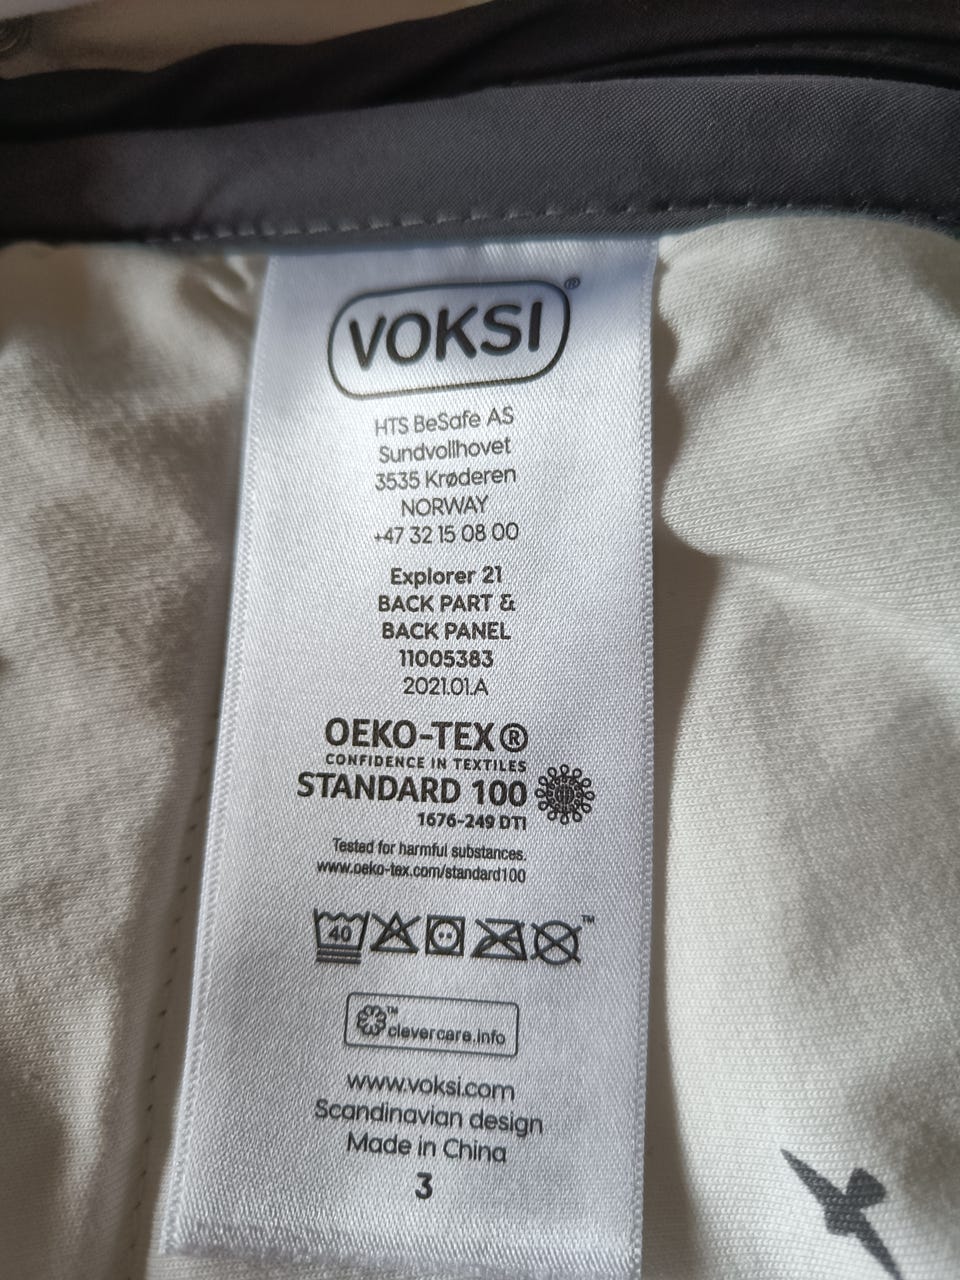 VOKSI®
HTS BeSafe AS
Sundvollhovet
3535 Krøderen
NORWAY
+47 32 15 08 00
Explorer 21
BACK PART &
BACK PANEL
11005383
2021.01.A
OEKO-TEX®
CONFIDENCE IN TEXTILES
STANDARD 100
1676-249 DTI
Tested for harmful substances.
www.oeko-tex.com/standard100
40 ™
™ clevercare.info
www.voksi.com
Scandinavian design
Made in China
3